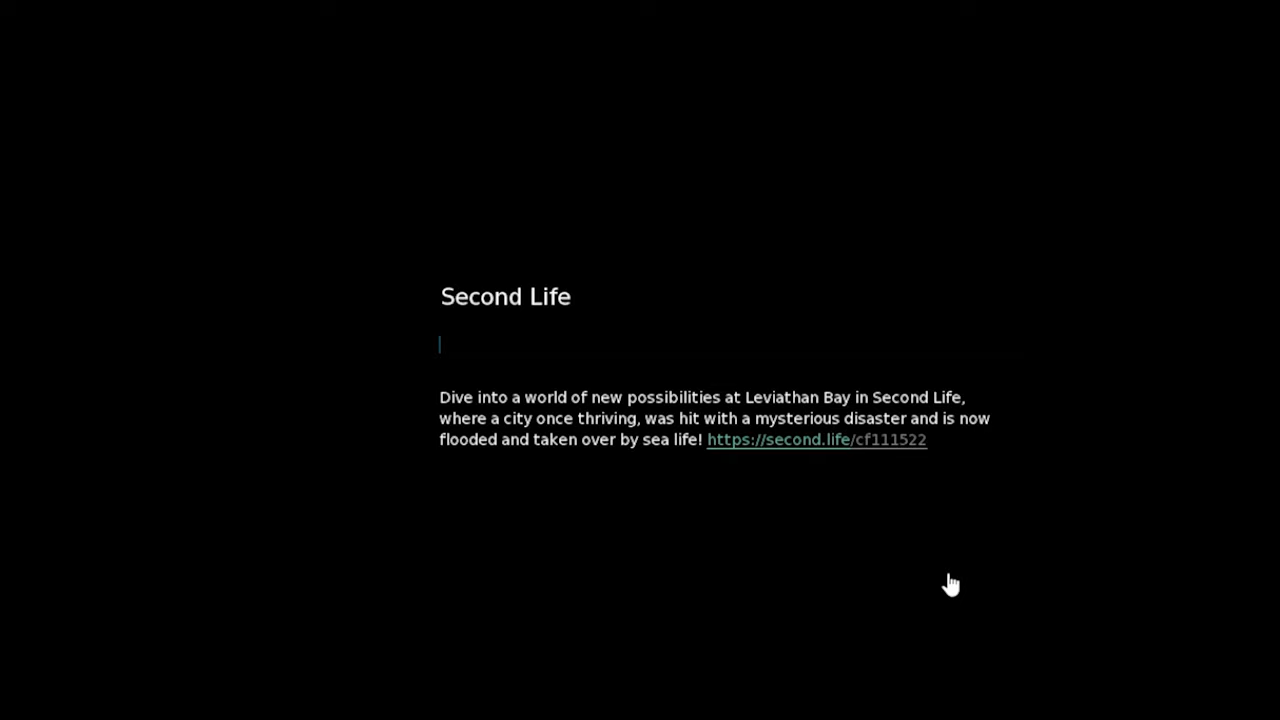 Second Life
Dive into a world of new possibilities at Leviathan Bay in Second Life,
where a city once thriving, was hit with a mysterious disaster and is now
flooded and taken over by sea life! https://second.life/cf111522